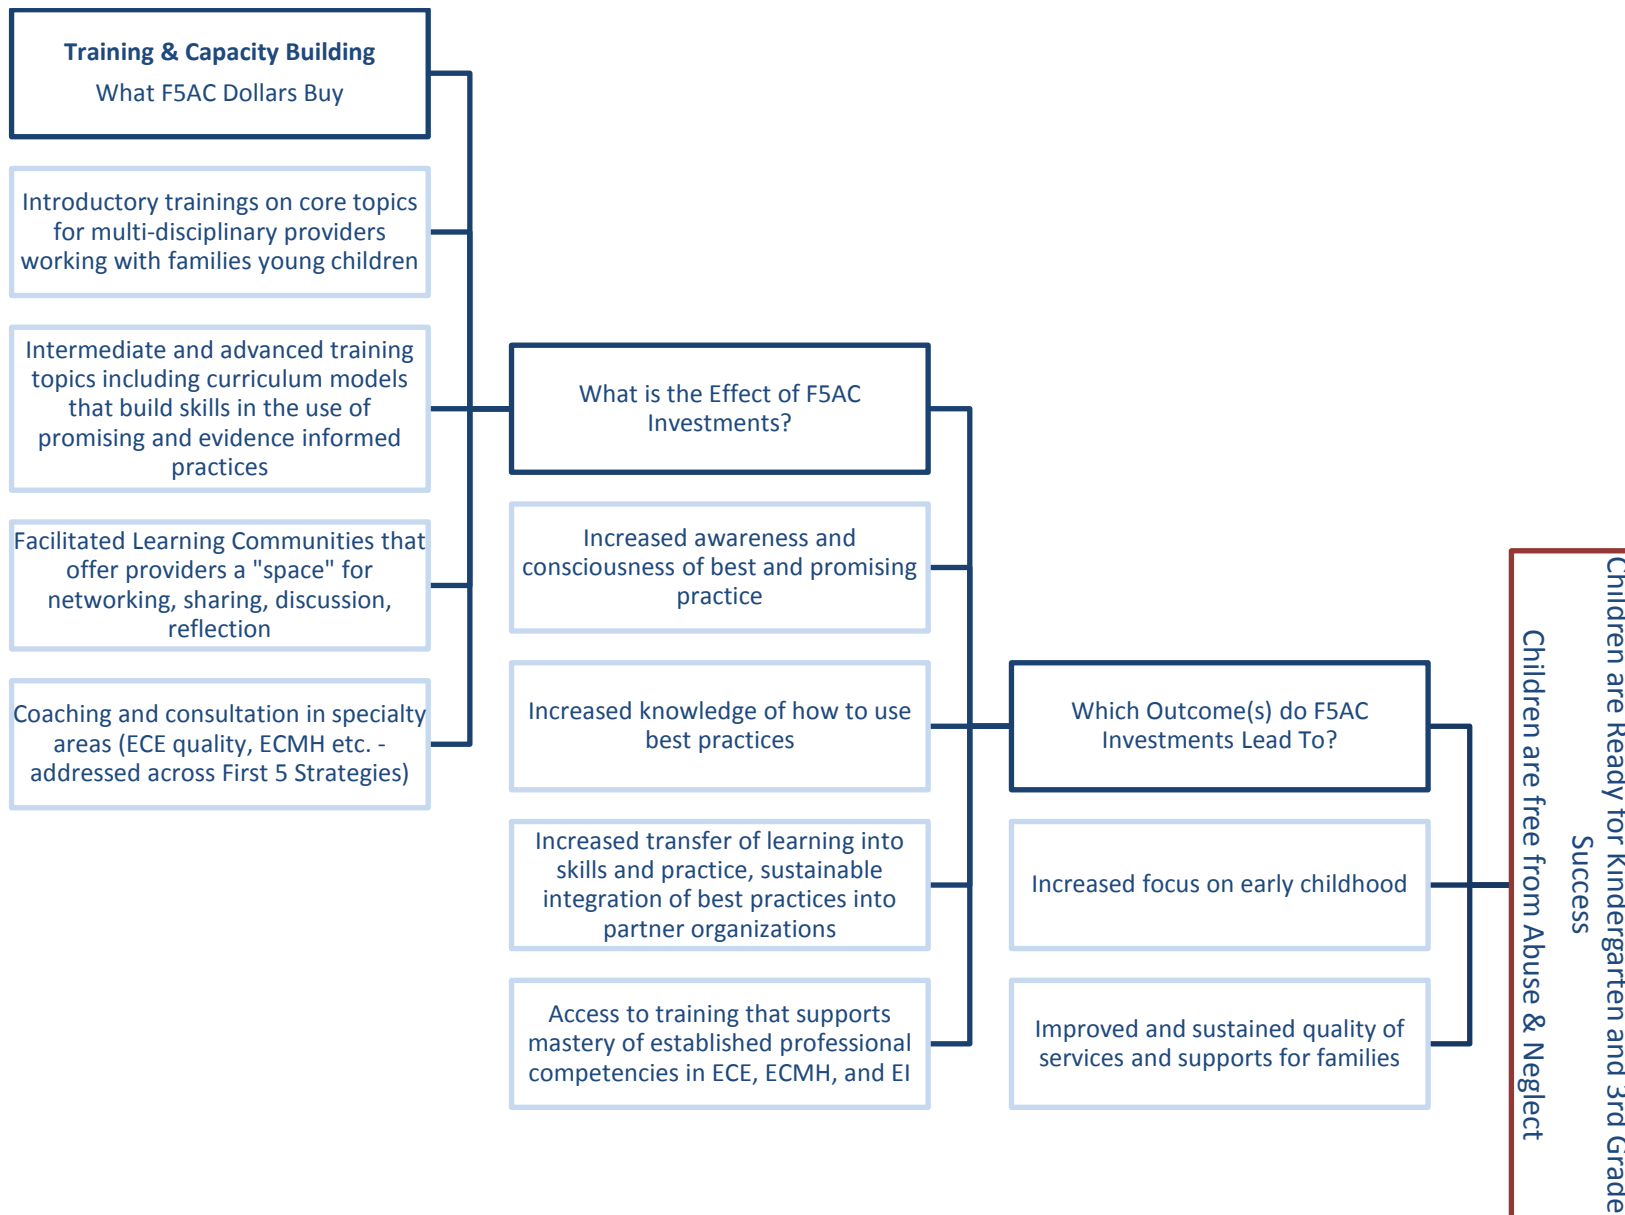 Training & Capacity Building
What F5AC Dollars Buy
Introductory trainings on core topics
for multi-disciplinary providers
working with families young children
Intermediate and advanced training
topics including curriculum models
that build skills in the use of
promising and evidence informed
practices
Facilitated Learning Communities that
offer providers a "space" for
networking, sharing, discussion,
reflection
Coaching and consultation in specialty
areas (ECE quality, ECMH etc. -
addressed across First 5 Strategies)
What is the Effect of F5AC
Investments?
Increased awareness and
consciousness of best and promising
practice
Increased knowledge of how to use
best practices
Increased transfer of learning into
skills and practice, sustainable
integration of best practices into
partner organizations
Access to training that supports
mastery of established professional
competencies in ECE, ECMH, and EI
Which Outcome(s) do F5AC
Investments Lead To?
Increased focus on early childhood
Improved and sustained quality of
services and supports for families
Children are Ready for Kindergarten and 3rd Grade
Success
Children are free from Abuse & Neglect